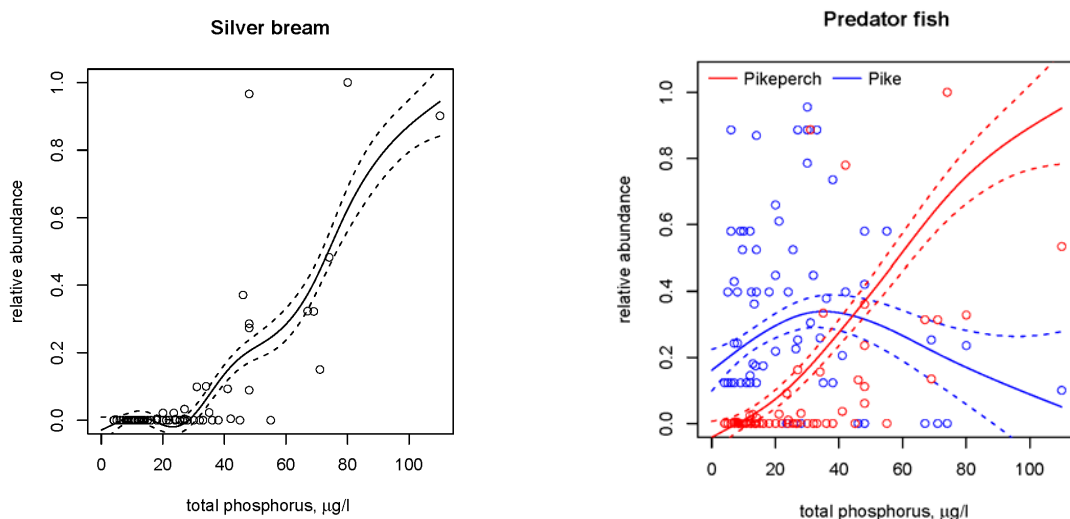 Silver bream
relative abundance
1.0
0.8
0.6
0.4
0.2
0.0
0 20 40 60 80 100
total phosphorus, µg/l
Predator fish
Pikeperch Pike
relative abundance
0.8
0.6
0.4
0.2
0.0
0 20 40 60 80 100
total phosphorus, µg/l